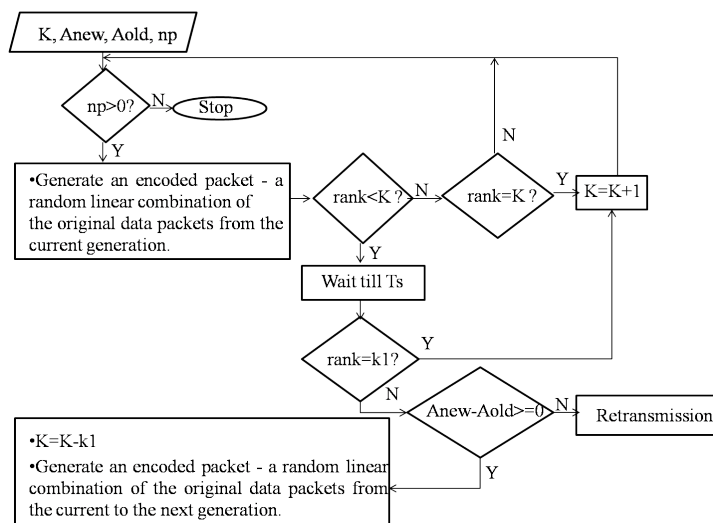 K, Anew, Aold, np
np>0?
N
Stop
Y
•Generate an encoded packet - a
random linear combination of
the original data packets from the
current generation.
rank<K ?
N
rank=K ?
N
Y
K=K+1
Y
Wait till Ts
rank=k1?
Y
N
Anew-Aold>=0
N
Retransmission
Y
•K=K-k1
•Generate an encoded packet - a random linear
combination of the original data packets from
the current to the next generation.